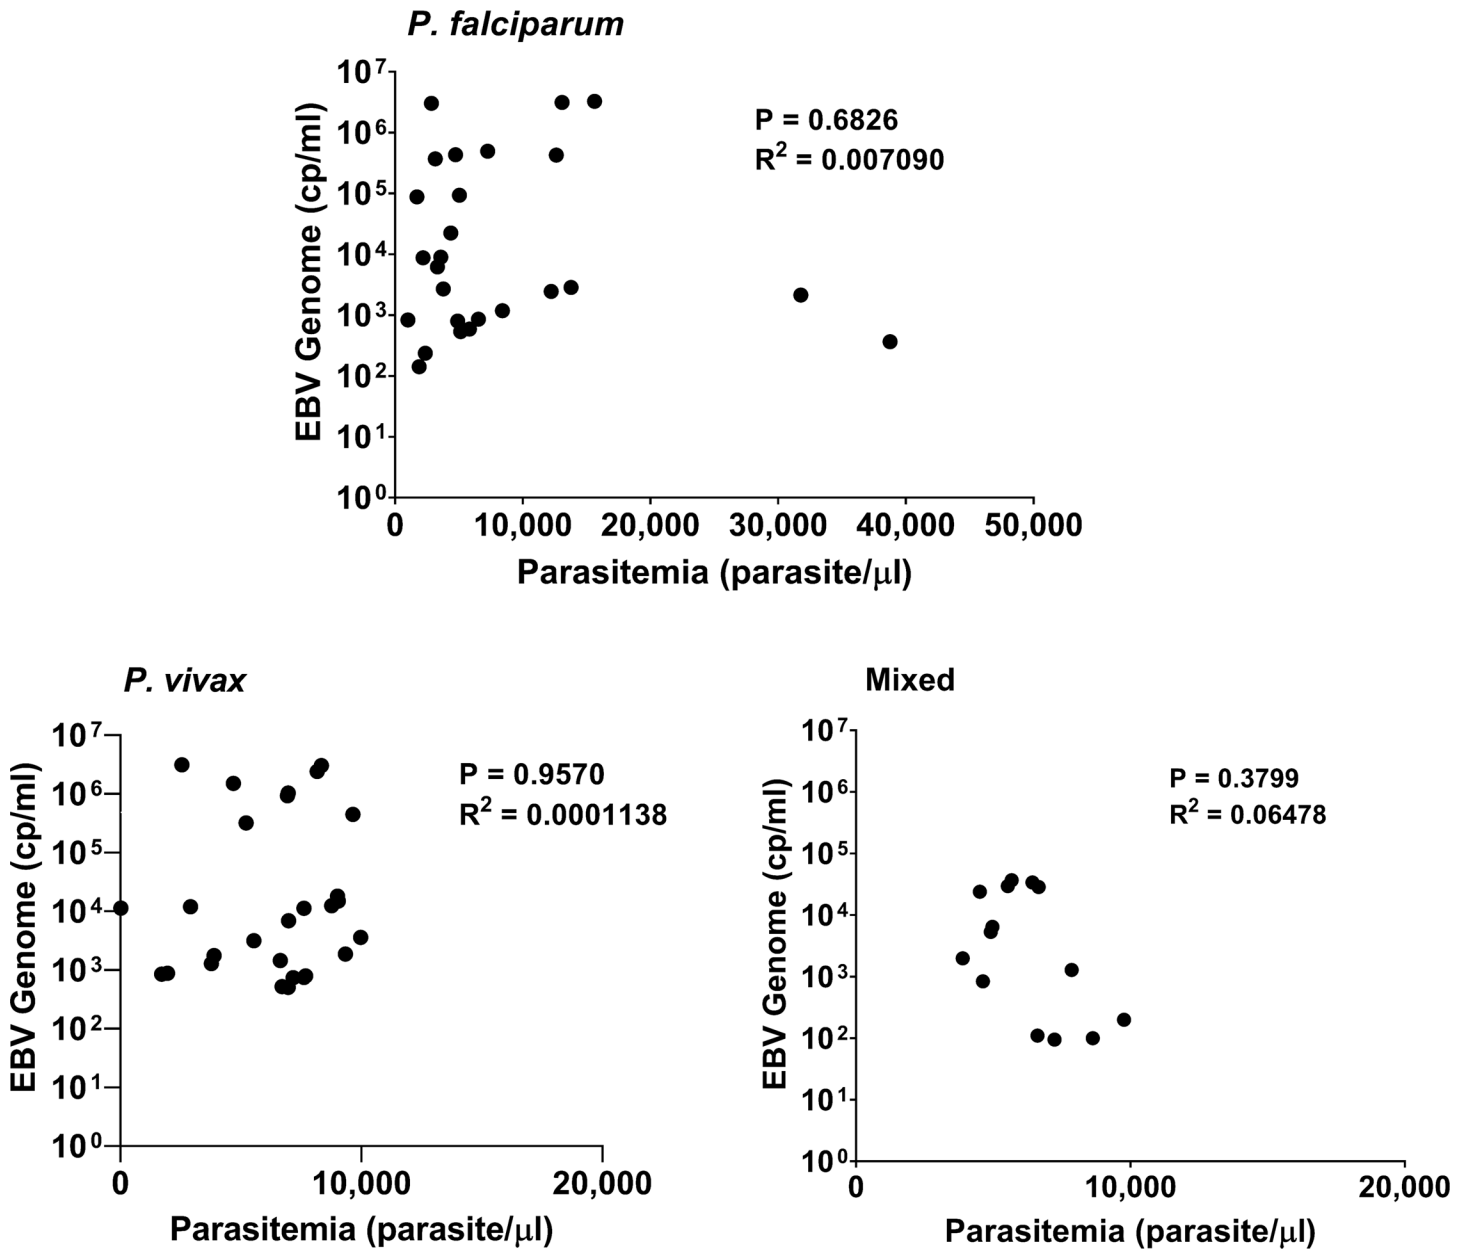 P. falciparum
10⁷
10⁶
10⁵
10⁴
10³
10²
10¹
10⁰
EBV Genome (cp/ml)
P = 0.6826
R² = 0.007090
0 10,000 20,000 30,000 40,000 50,000
Parasitemia (parasite/μl)
P. vivax
10⁷
10⁶
10⁵
10⁴
10³
10²
10¹
10⁰
EBV Genome (cp/ml)
P = 0.9570
R² = 0.0001138
0 10,000 20,000
Parasitemia (parasite/μl)
Mixed
10⁷
10⁶
10⁵
10⁴
10³
10²
10¹
10⁰
EBV Genome (cp/ml)
P = 0.3799
R² = 0.06478
0 10,000 20,000
Parasitemia (parasite/μl)